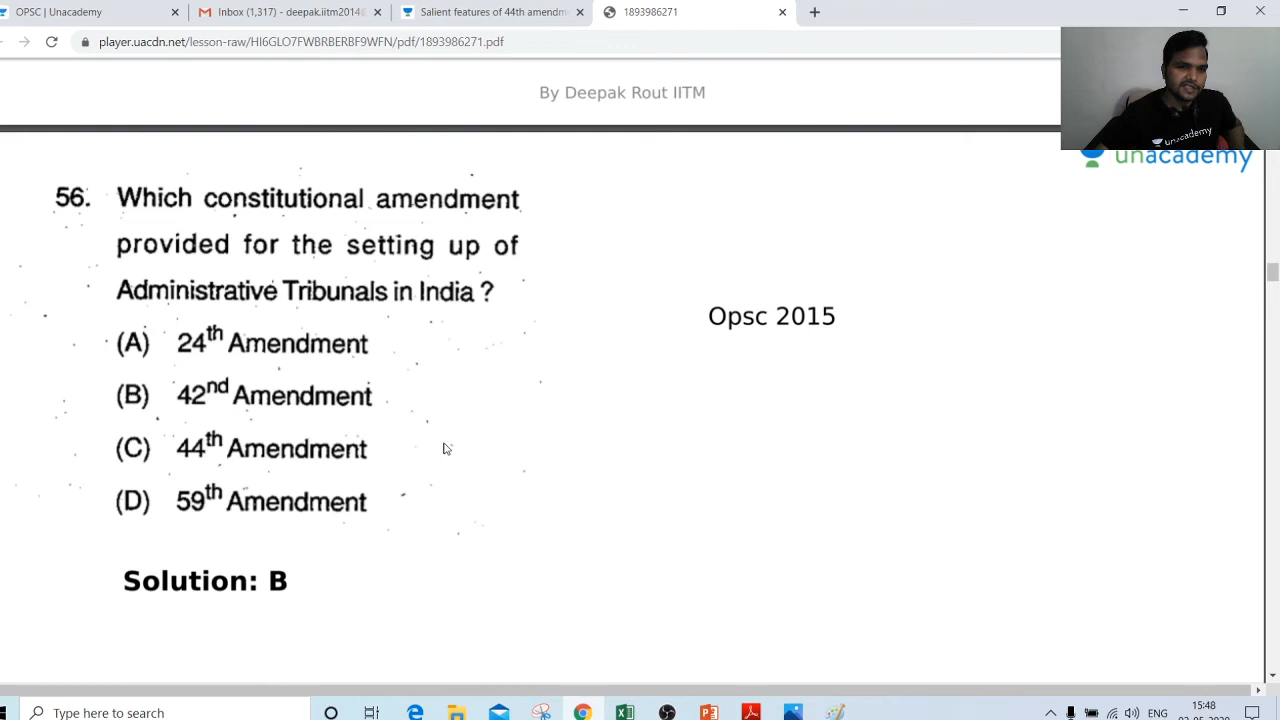 OPSC | Unacademy
Inbox (1,317) - deepak.iitm2014@
Salient features of 44th amendm
1893986271
player.uacdn.net/lesson-raw/HI6GLO7FWBRBERBF9WFN/pdf/1893986271.pdf
By Deepak Rout IITM
unacademy
unacademy
56. Which constitutional amendment
provided for the setting up of
Administrative Tribunals in India ?
(A) 24th Amendment
(B) 42nd Amendment
(C) 44th Amendment
(D) 59th Amendment
Opsc 2015
Solution: B
Type here to search
ENG
15:48